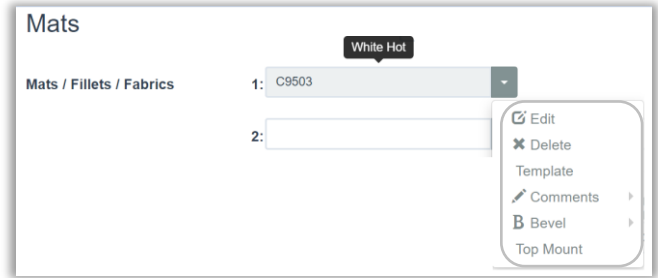 Mats
White Hot
Mats / Fillets / Fabrics 1: C9503
2:
Edit
Delete
Template
Comments
B Bevel
Top Mount